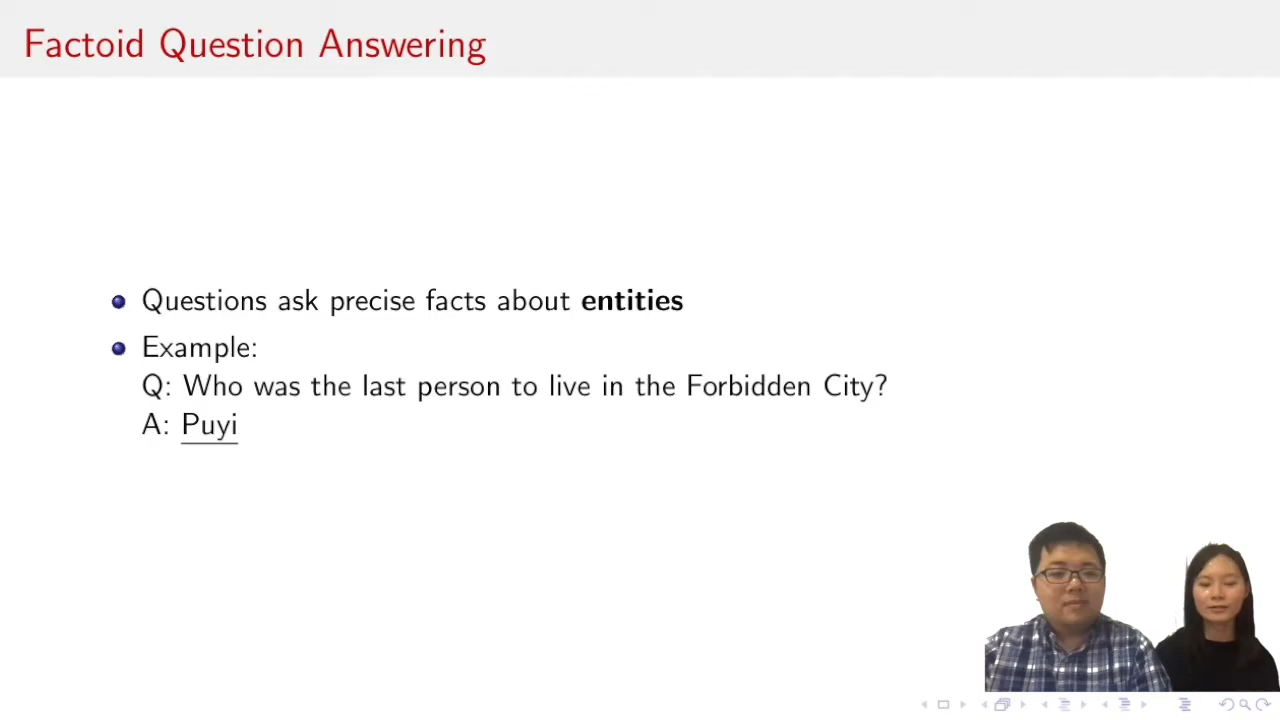 Factoid Question Answering
Questions ask precise facts about entities
Example:
Q: Who was the last person to live in the Forbidden City?
A: Puyi